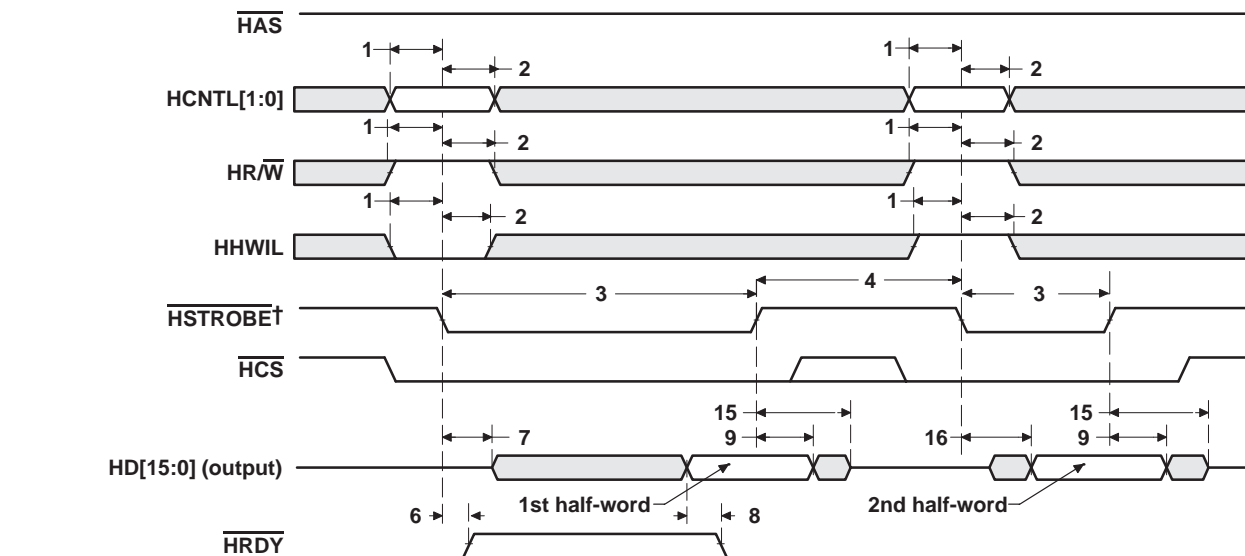 HAS
1 1
2 2
HCNTL[1:0]
1 1
2 2
HR/W
1 1
2 2
HHWIL
3 4 3
HSTROBE†
HCS
15 15
7 9 16 9
HD[15:0] (output)
1st half-word 2nd half-word
6 8
HRDY